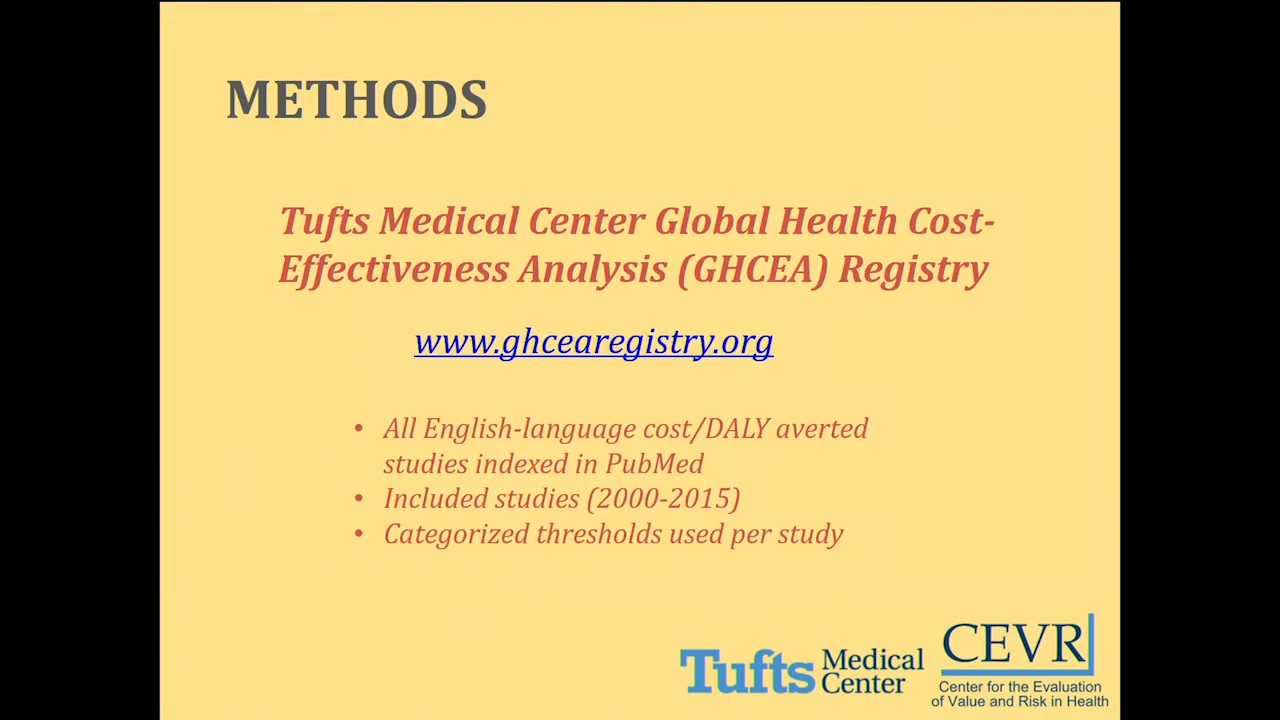 METHODS
Tufts Medical Center Global Health Cost-
Effectiveness Analysis (GHCEA) Registry
www.ghcearegistry.org
• All English-language cost/DALY averted
studies indexed in PubMed
• Included studies (2000-2015)
• Categorized thresholds used per study
Tufts Medical
Center
CEVR
Center for the Evaluation
of Value and Risk in Health